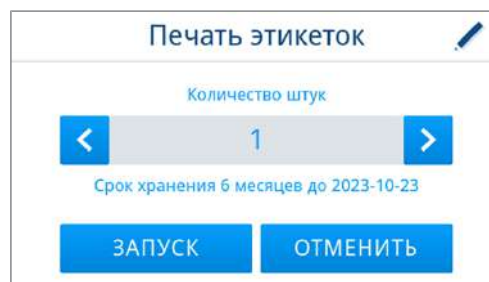 Печать этикеток
Количество штук
1
Срок хранения 6 месяцев до 2023-10-23
ЗАПУСК
ОТМЕНИТЬ